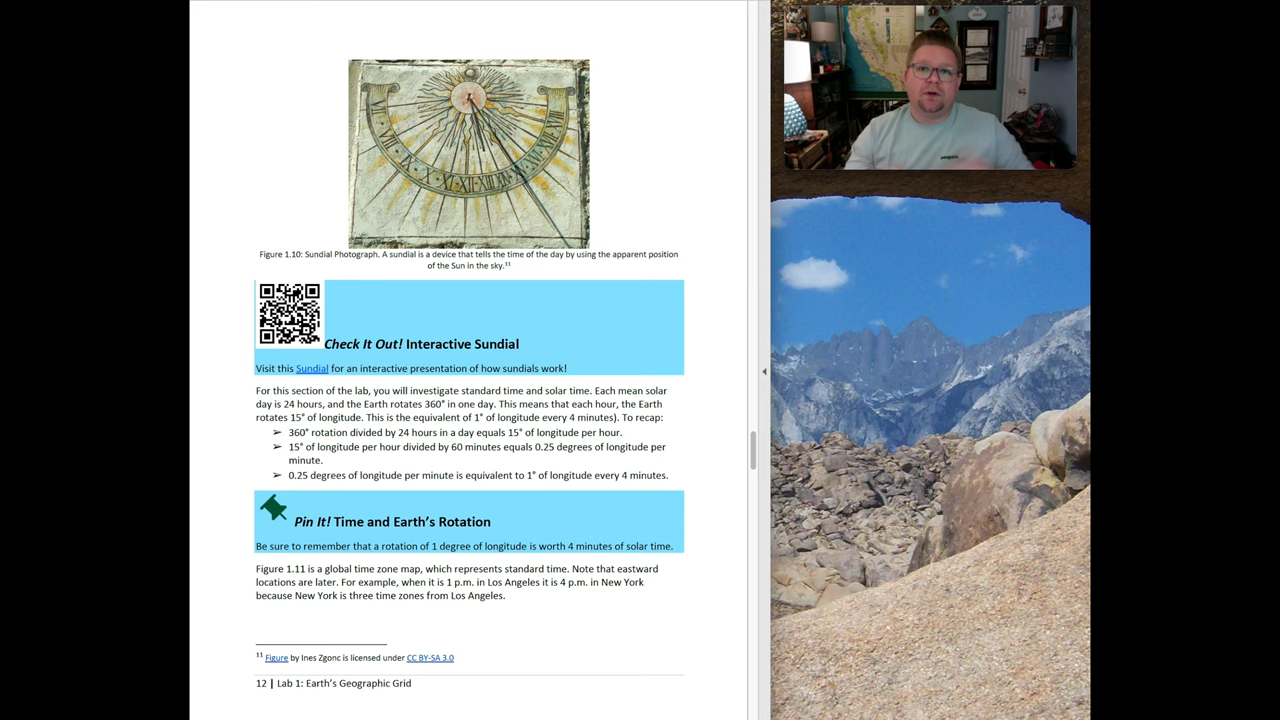 Figure 1.10: Sundial Photograph. A sundial is a device that tells the time of the day by using the apparent position
of the Sun in the sky.11
Check It Out! Interactive Sundial
Visit this Sundial for an interactive presentation of how sundials work!
For this section of the lab, you will investigate standard time and solar time. Each mean solar
day is 24 hours, and the Earth rotates 360° in one day. This means that each hour, the Earth
rotates 15° of longitude. This is the equivalent of 1° of longitude every 4 minutes). To recap:
➢ 360° rotation divided by 24 hours in a day equals 15° of longitude per hour.
➢ 15° of longitude per hour divided by 60 minutes equals 0.25 degrees of longitude per
minute.
➢ 0.25 degrees of longitude per minute is equivalent to 1° of longitude every 4 minutes.
Pin It! Time and Earth's Rotation
Be sure to remember that a rotation of 1 degree of longitude is worth 4 minutes of solar time.
Figure 1.11 is a global time zone map, which represents standard time. Note that eastward
locations are later. For example, when it is 1 p.m. in Los Angeles it is 4 p.m. in New York
because New York is three time zones from Los Angeles.
11 Figure by Ines Zgonc is licensed under CC BY-SA 3.0
12 | Lab 1: Earth's Geographic Grid